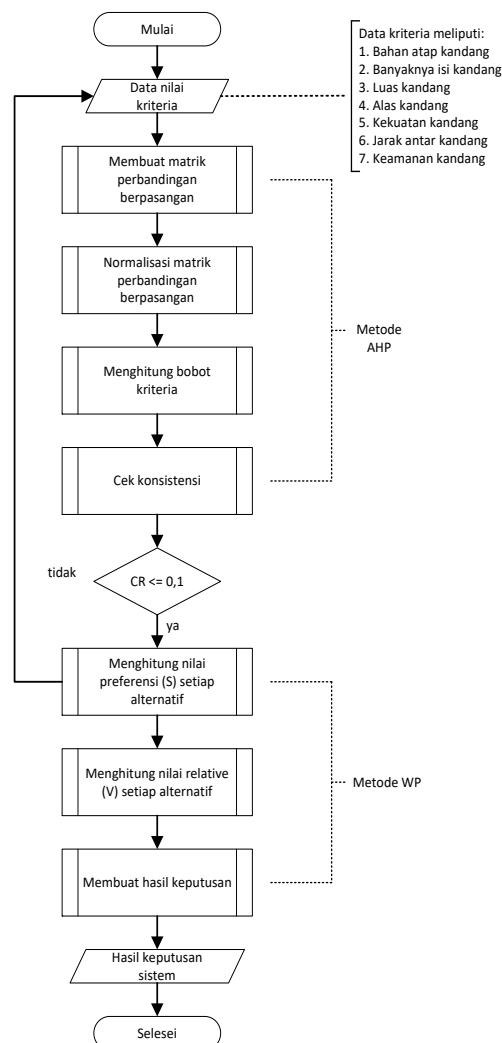 Mulai
Data nilai
kriteria
Data kriteria meliputi:
1. Bahan atap kandang
2. Banyaknya isi kandang
3. Luas kandang
4. Alas kandang
5. Kekuatan kandang
6. Jarak antar kandang
7. Keamanan kandang
Membuat matrik
perbandingan
berpasangan
Normalisasi matrik
perbandingan
berpasangan
Metode
AHP
Menghitung bobot
kriteria
Cek konsistensi
tidak
CR <= 0,1
ya
Menghitung nilai
preferensi (S) setiap
alternatif
Menghitung nilai relative
(V) setiap alternatif
Metode WP
Membuat hasil keputusan
Hasil keputusan
sistem
Selesei